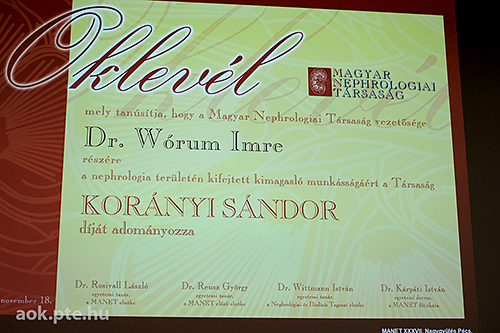 Oklevél
MAGYAR
NEPHROLOGIAI
TÁRSASÁG
mely tanúsítja, hogy a Magyar Nephrologiai Társaság vezetősége
Dr. Wórum Imre
részére
a nephrologia területén kifejtett kimagasló munkásságáért a Társaság
KORÁNYI SÁNDOR
díját adományozza
november 18.
Dr. Rosivall László
egyetemi tanár,
a MANET elnöke
Dr. Reusz György
egyetemi tanár,
a MANET előző elnöke
Dr. Wittmann István
egyetemi tanár,
a Nephrológiai és Dialízis Tagozat elnöke
Dr. Kárpáti István
egyetemi docens,
a MANET főtitkára
aok.pte.hu
MANET XXXVII. Nagygyűlés Pécs,